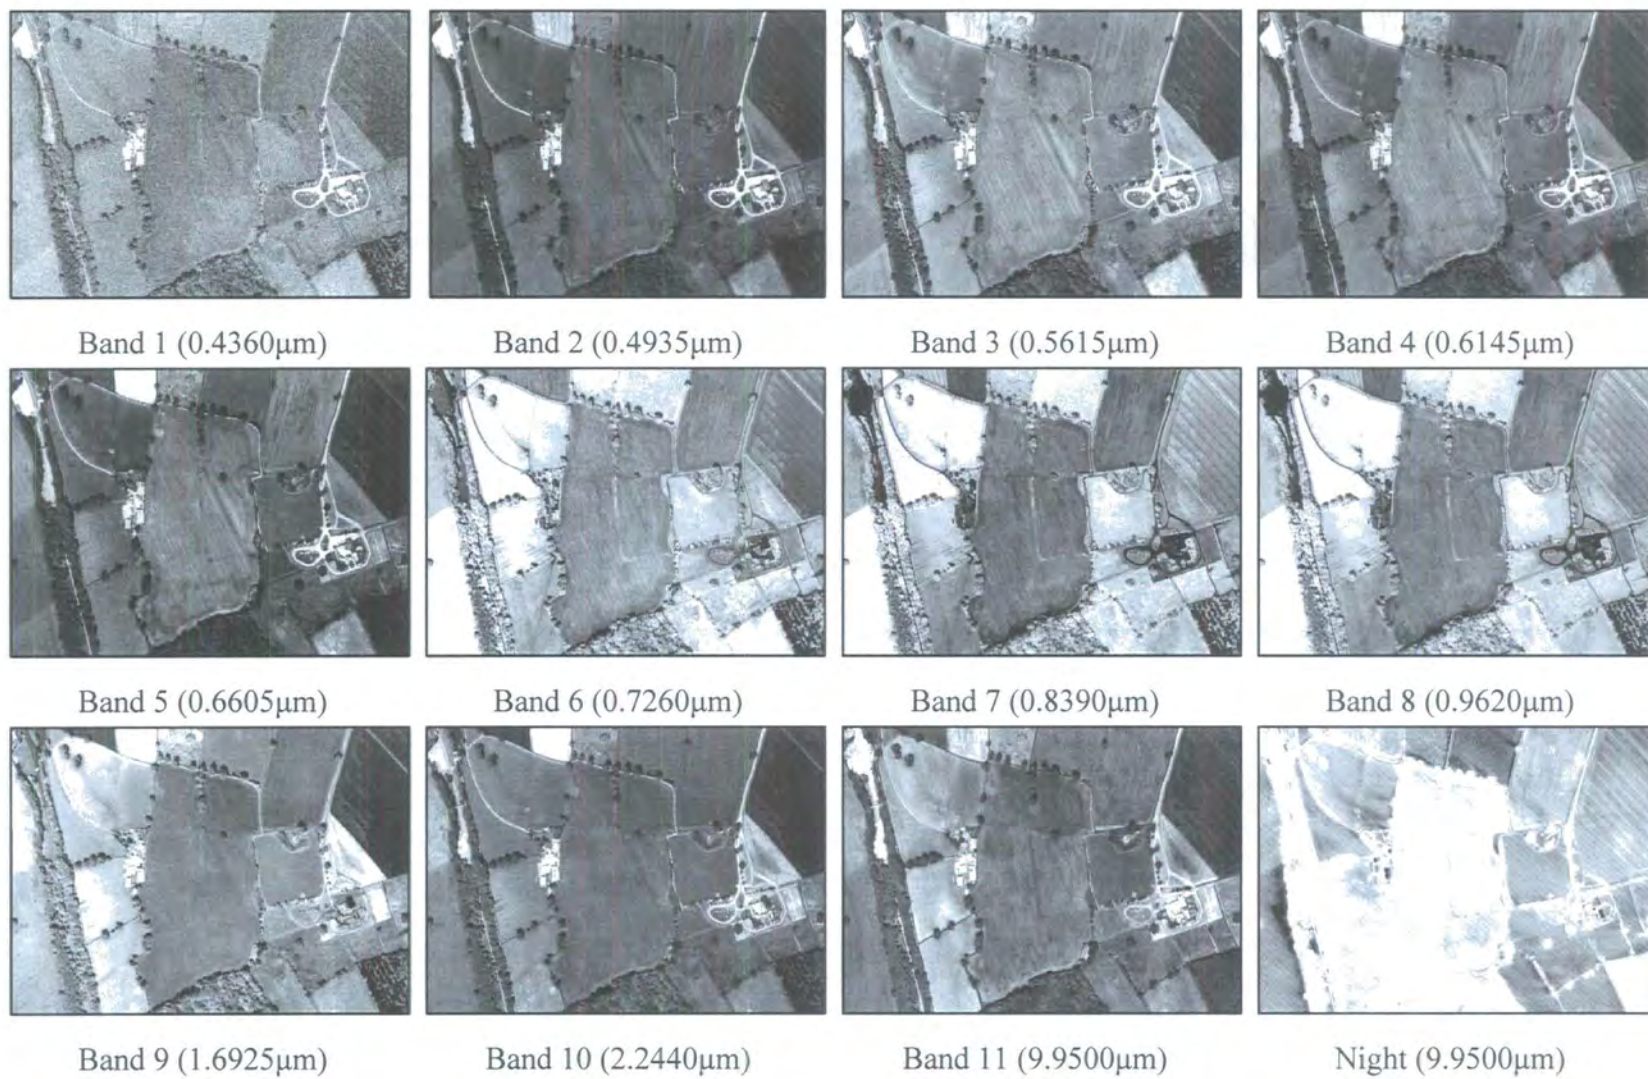 Band 1 (0.4360μm)
Band 2 (0.4935μm)
Band 3 (0.5615μm)
Band 4 (0.6145μm)
Band 5 (0.6605μm)
Band 6 (0.7260μm)
Band 7 (0.8390μm)
Band 8 (0.9620μm)
Band 9 (1.6925μm)
Band 10 (2.2440μm)
Band 11 (9.9500μm)
Night (9.9500μm)